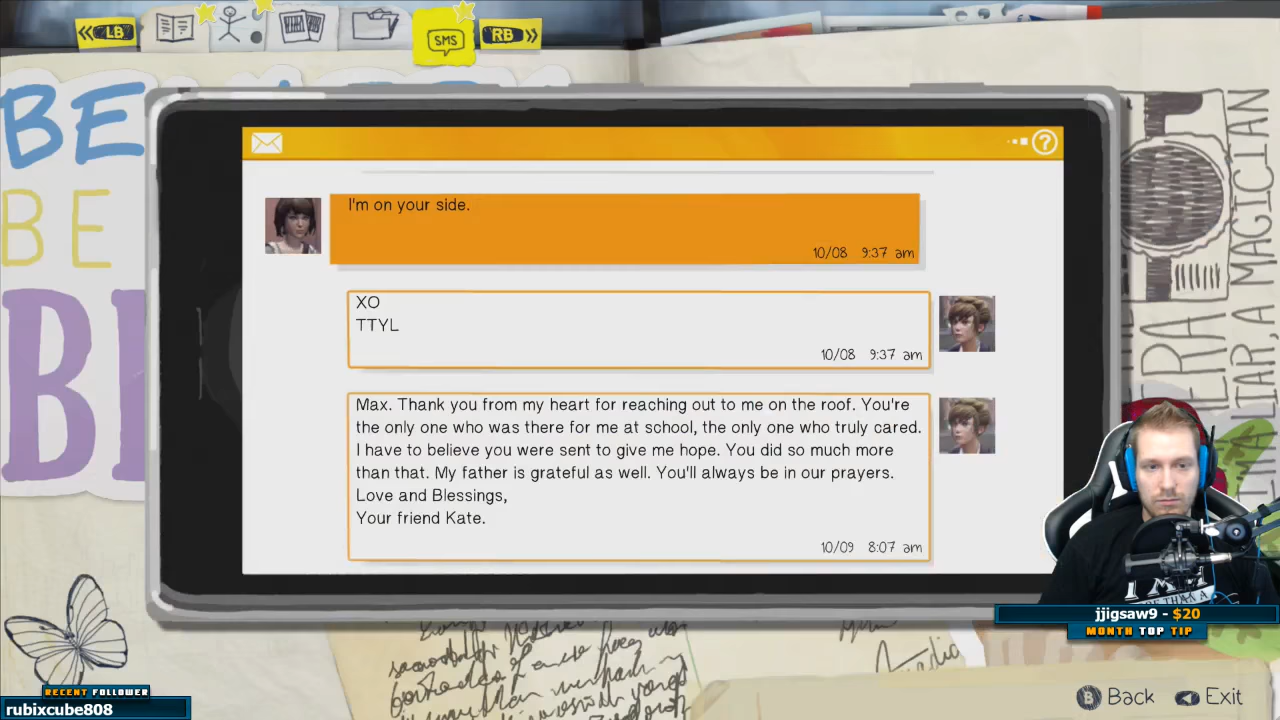 LB
SMS
RB
BE
BE
I'm on your side.
10/08 9:37 am
XO
TTYL
10/08 9:37 am
Max. Thank you from my heart for reaching out to me on the roof. You're
the only one who was there for me at school, the only one who truly cared.
I have to believe you were sent to give me hope. You did so much more
than that. My father is grateful as well. You'll always be in our prayers.
Love and Blessings,
Your friend Kate.
10/09 8:07 am
A MAGICIAN
jjigsaw9 - $20
MONTH TOP TIP
RECENT FOLLOWER
rubixcube808
B Back
Exit